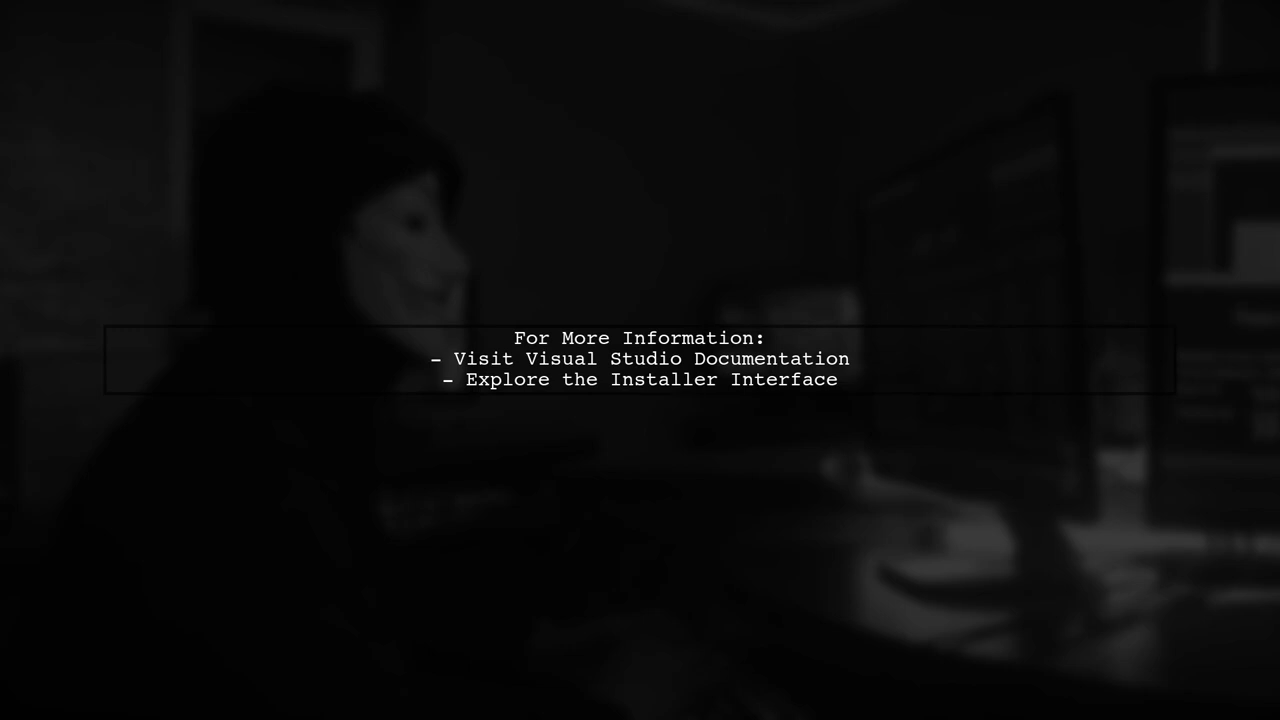 For More Information:
- Visit Visual Studio Documentation
- Explore the Installer Interface